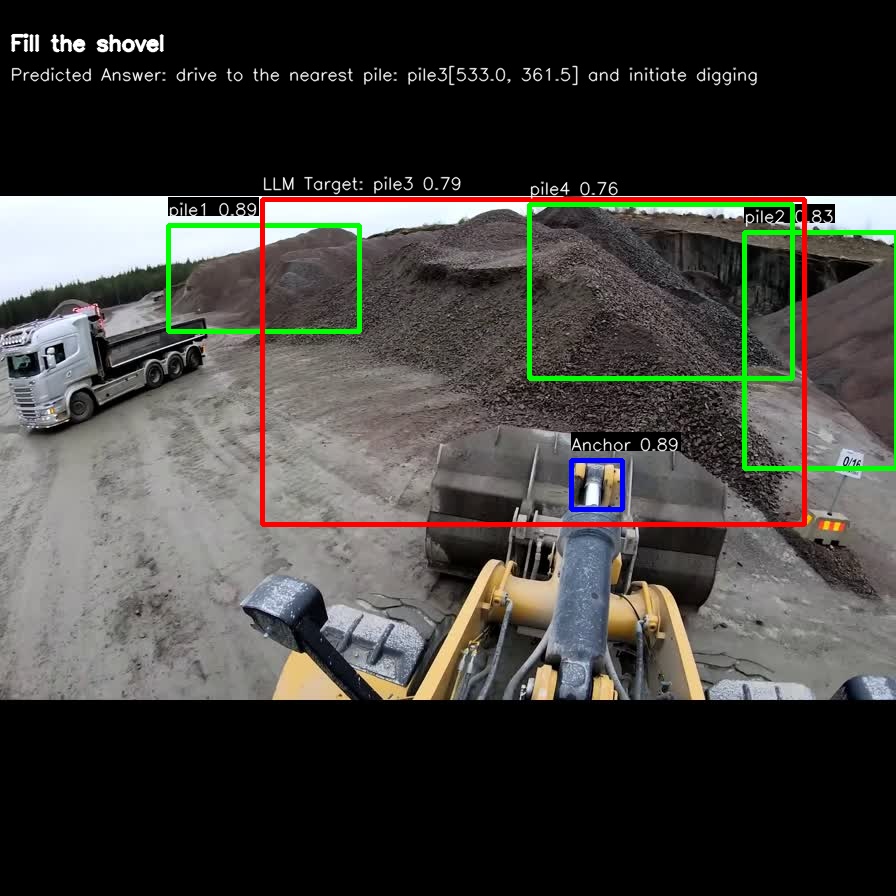 Fill the shovel
Predicted Answer: drive to the nearest pile: pile3[533.0, 361.5] and initiate digging
LLM Target: pile3 0.79
pile4 0.76
pile1 0.89
pile2 0.83
Anchor 0.89
0/16